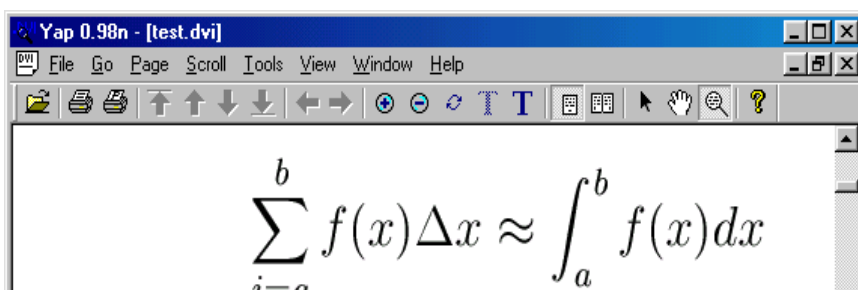 Yap 0.98n - [test.dvi]
File Go Page Scroll Tools View Window Help
b
∑ f(x)Δx ≈ ∫_a^b f(x)dx
i=a